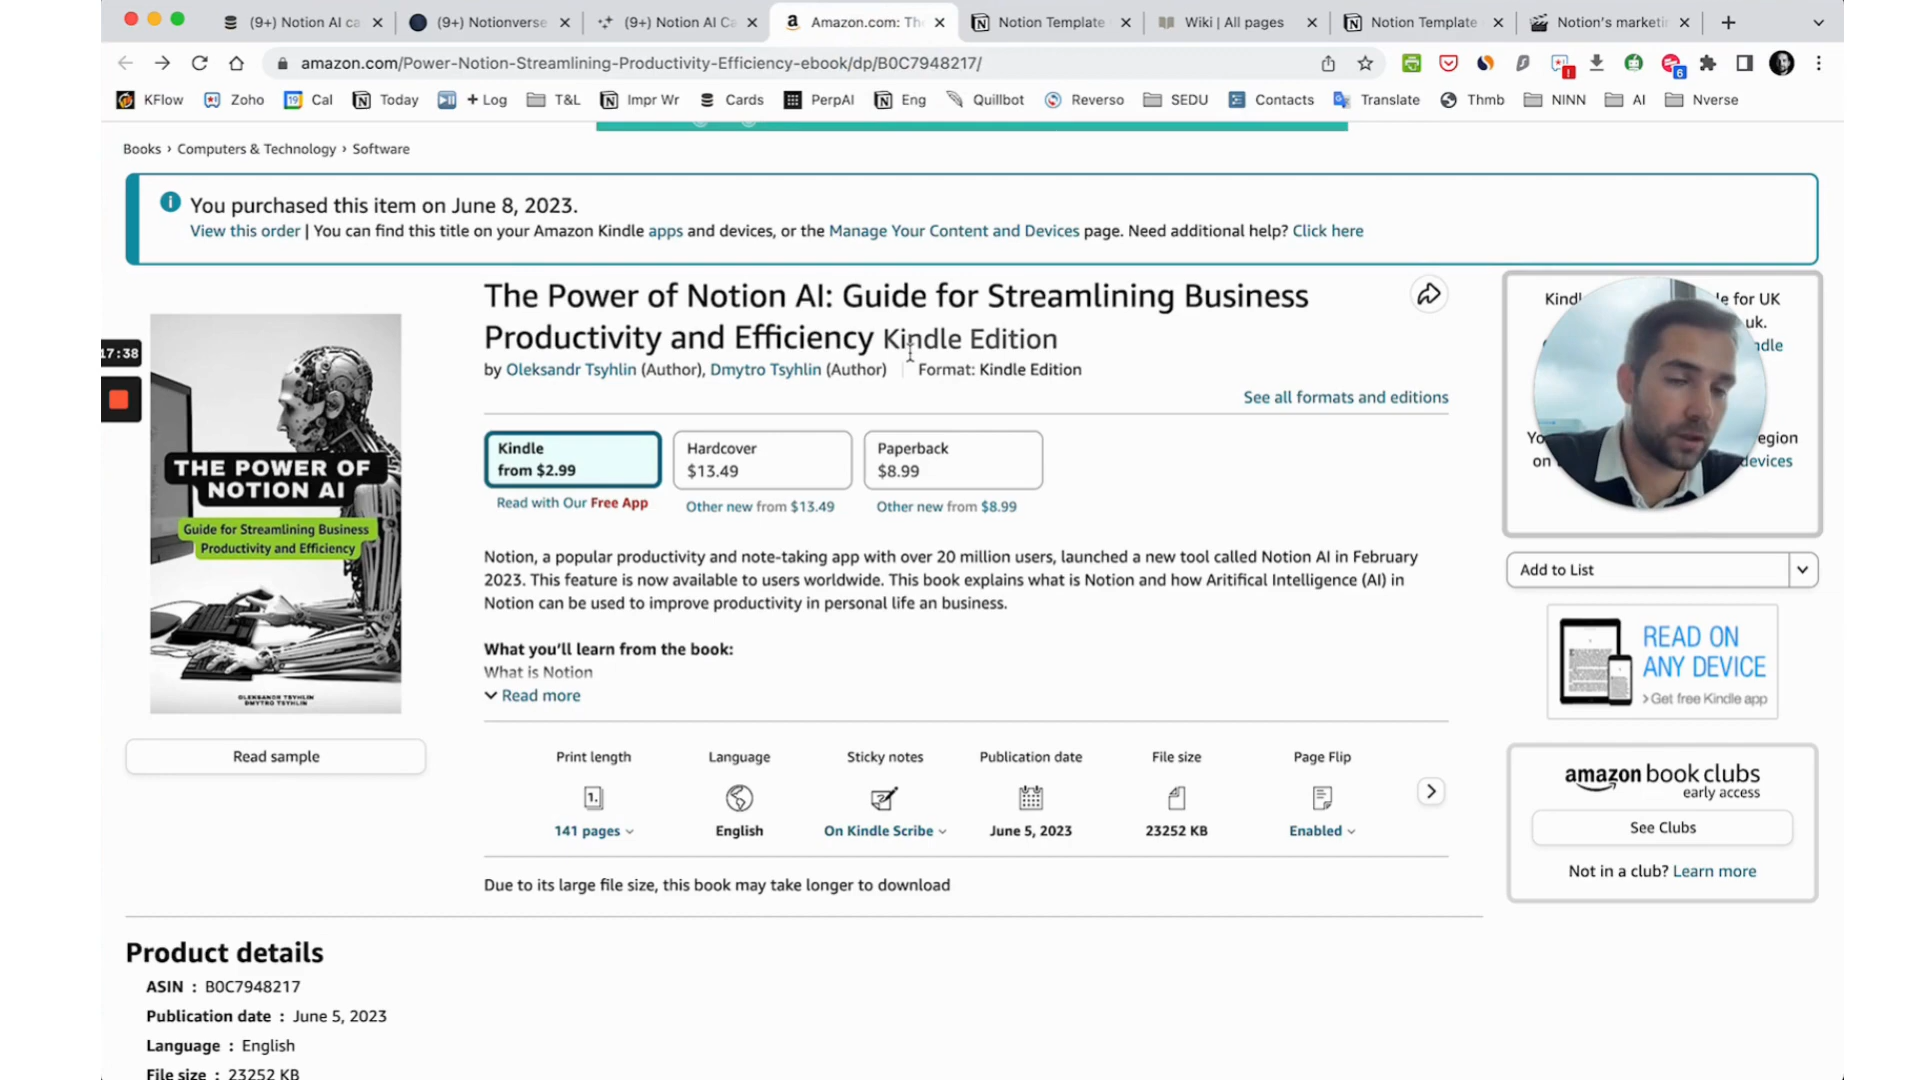 (9+) Notion AI ca
(9+) Notionverse
(9+) Notion AI Ca
Amazon.com: The
Notion Template
Wiki | All pages
Notion Template
Notion's marketi
amazon.com/Power-Notion-Streamlining-Productivity-Efficiency-ebook/dp/B0C7948217/
6
KFlow
Zoho
19
Cal
Today
+ Log
T&L
Impr Wr
Cards
PerpAI
Eng
Quillbot
Reverso
SEDU
Contacts
Translate
Thmb
NINN
AI
Nverse
Books › Computers & Technology › Software
You purchased this item on June 8, 2023.
View this order | You can find this title on your Amazon Kindle apps and devices, or the Manage Your Content and Devices page. Need additional help? Click here
17:38
THE POWER OF
NOTION AI
Guide for Streamlining Business
Productivity and Efficiency
OLEKSANDR TSYHLIN
DMYTRO TSYHLIN
Read sample
The Power of Notion AI: Guide for Streamlining Business
Productivity and Efficiency Kindle Edition
by Oleksandr Tsyhlin (Author), Dmytro Tsyhlin (Author) | Format: Kindle Edition
See all formats and editions
Kindle
from $2.99
Read with Our Free App
Hardcover
$13.49
Other new from $13.49
Paperback
$8.99
Other new from $8.99
Notion, a popular productivity and note-taking app with over 20 million users, launched a new tool called Notion AI in February
2023. This feature is now available to users worldwide. This book explains what is Notion and how Aritifical Intelligence (AI) in
Notion can be used to improve productivity in personal life an business.
What you'll learn from the book:
What is Notion
Read more
Print length
141 pages
Language
English
Sticky notes
On Kindle Scribe
Publication date
June 5, 2023
File size
23252 KB
Page Flip
Enabled
Due to its large file size, this book may take longer to download
for UK
uk.
on
devices
Add to List
READ ON
ANY DEVICE
› Get free Kindle app
amazon book clubs
early access
See Clubs
Not in a club? Learn more
Product details
ASIN : B0C7948217
Publication date : June 5, 2023
Language : English
File size : 23252 KB